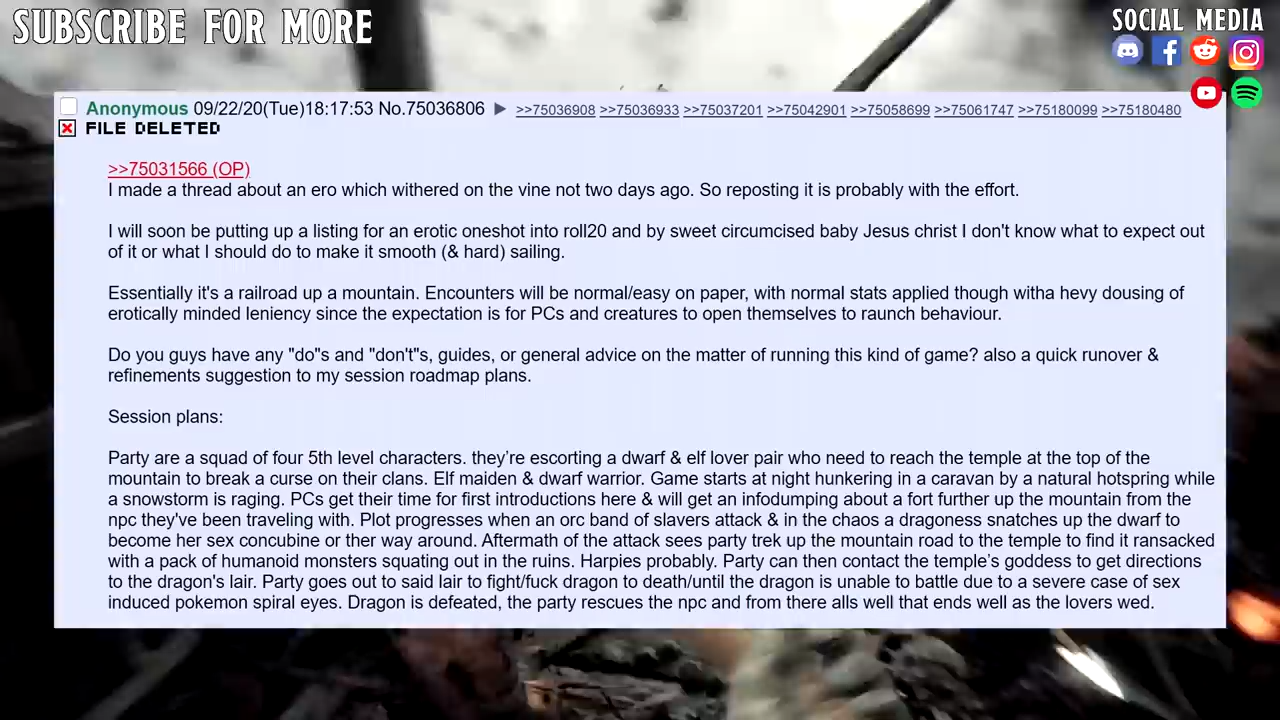 SUBSCRIBE FOR MORE
SOCIAL MEDIA
Anonymous 09/22/20(Tue)18:17:53 No.75036806 ▶ >>75036908 >>75036933 >>75037201 >>75042901 >>75058699 >>75061747 >>75180099 >>75180480
FILE DELETED
>>75031566 (OP)
I made a thread about an ero which withered on the vine not two days ago. So reposting it is probably with the effort.
I will soon be putting up a listing for an erotic oneshot into roll20 and by sweet circumcised baby Jesus christ I don't know what to expect out
of it or what I should do to make it smooth (& hard) sailing.
Essentially it's a railroad up a mountain. Encounters will be normal/easy on paper, with normal stats applied though witha hevy dousing of
erotically minded leniency since the expectation is for PCs and creatures to open themselves to raunch behaviour.
Do you guys have any "do"s and "don't"s, guides, or general advice on the matter of running this kind of game? also a quick runover &
refinements suggestion to my session roadmap plans.
Session plans:
Party are a squad of four 5th level characters. they're escorting a dwarf & elf lover pair who need to reach the temple at the top of the
mountain to break a curse on their clans. Elf maiden & dwarf warrior. Game starts at night hunkering in a caravan by a natural hotspring while
a snowstorm is raging. PCs get their time for first introductions here & will get an infodumping about a fort further up the mountain from the
npc they've been traveling with. Plot progresses when an orc band of slavers attack & in the chaos a dragoness snatches up the dwarf to
become her sex concubine or ther way around. Aftermath of the attack sees party trek up the mountain road to the temple to find it ransacked
with a pack of humanoid monsters squating out in the ruins. Harpies probably. Party can then contact the temple's goddess to get directions
to the dragon's lair. Party goes out to said lair to fight/fuck dragon to death/until the dragon is unable to battle due to a severe case of sex
induced pokemon spiral eyes. Dragon is defeated, the party rescues the npc and from there alls well that ends well as the lovers wed.